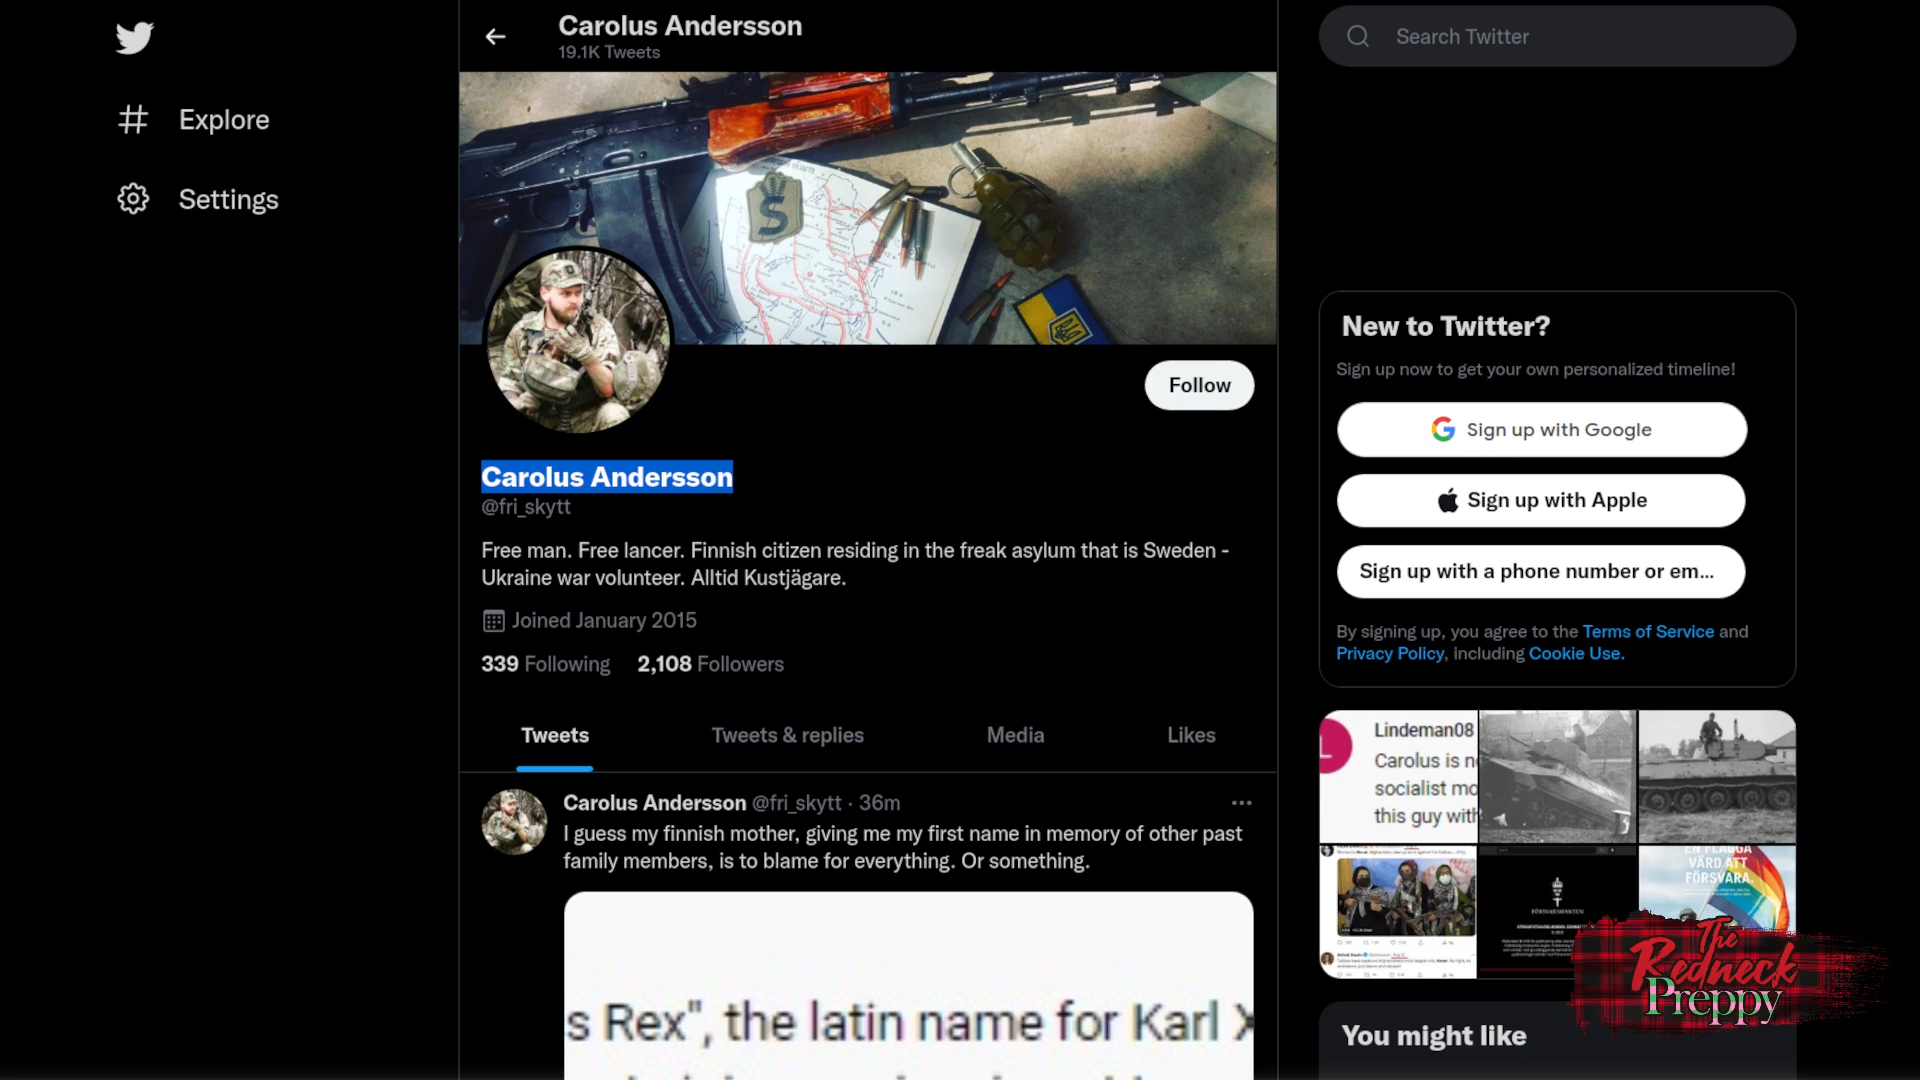 Carolus Andersson
19.1K Tweets
Search Twitter
Explore
Settings
S
Follow
Carolus Andersson
@fri_skytt
Free man. Free lancer. Finnish citizen residing in the freak asylum that is Sweden -
Ukraine war volunteer. Alltid Kustjägare.
Joined January 2015
339 Following 2,108 Followers
Tweets Tweets & replies Media Likes
Carolus Andersson @fri_skytt · 36m
I guess my finnish mother, giving me my first name in memory of other past
family members, is to blame for everything. Or something.
s Rex", the latin name for Karl X
New to Twitter?
Sign up now to get your own personalized timeline!
Sign up with Google
Sign up with Apple
Sign up with a phone number or em...
By signing up, you agree to the Terms of Service and
Privacy Policy, including Cookie Use.
L
Lindeman08
Carolus is n
socialist mo
this guy with
EN FLAGGA
VÄRD ATT
FÖRSVARA.
FÖRSVARSMAKTEN
The
Redneck
Preppy
You might like